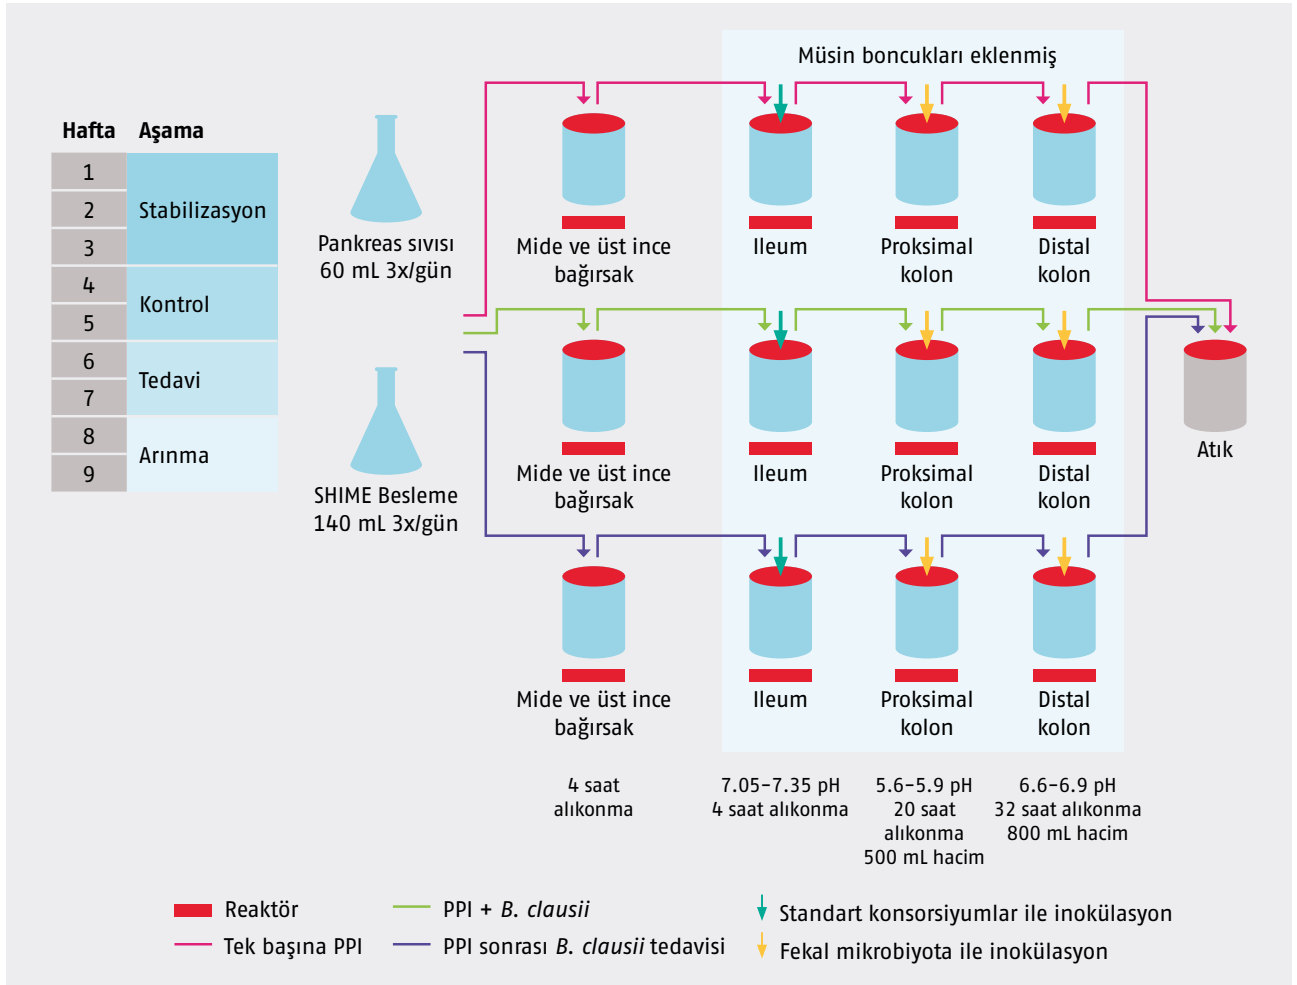 Müsin boncukları eklenmiş
Hafta Aşama
1
2
3
Stabilizasyon
4
5
Kontrol
6
7
Tedavi
8
9
Arınma
Pankreas sıvısı
60 mL 3x/gün
SHIME Besleme
140 mL 3x/gün
Mide ve üst ince
bağırsak
Ileum
Proksimal
kolon
Distal
kolon
Mide ve üst ince
bağırsak
Ileum
Proksimal
kolon
Distal
kolon
Atık
Mide ve üst ince
bağırsak
Ileum
Proksimal
kolon
Distal
kolon
4 saat
alıkonma
7.05–7.35 pH
4 saat alıkonma
5.6–5.9 pH
20 saat
alıkonma
500 mL hacim
6.6–6.9 pH
32 saat alıkonma
800 mL hacim
Reaktör
Tek başına PPI
PPI + B. clausii
PPI sonrası B. clausii tedavisi
Standart konsorsiyumlar ile inokülasyon
Fekal mikrobiyota ile inokülasyon